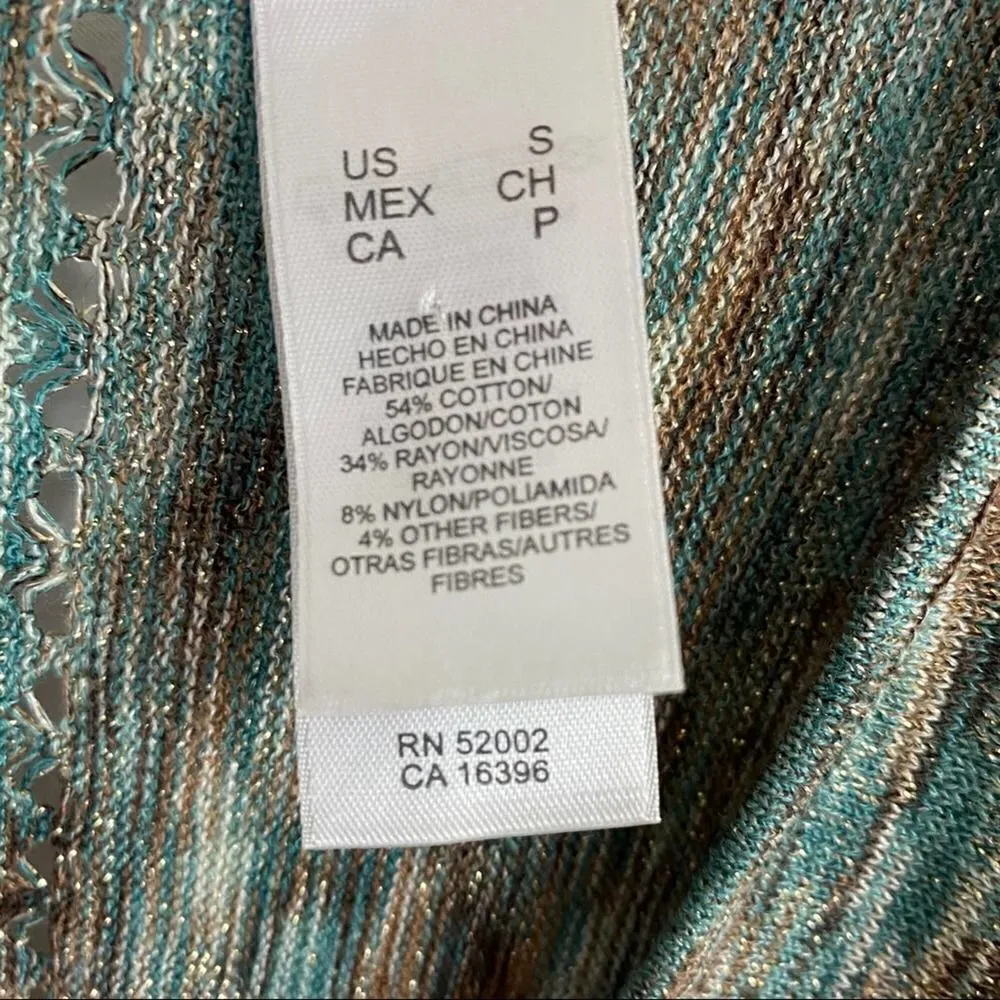 US S
MEX CH
CA P
MADE IN CHINA
HECHO EN CHINA
FABRIQUE EN CHINE
54% COTTON/
ALGODON/COTON
34% RAYON/VISCOSA/
RAYONNE
8% NYLON/POLIAMIDA
4% OTHER FIBERS/
OTRAS FIBRAS/AUTRES
FIBRES
RN 52002
CA 16396